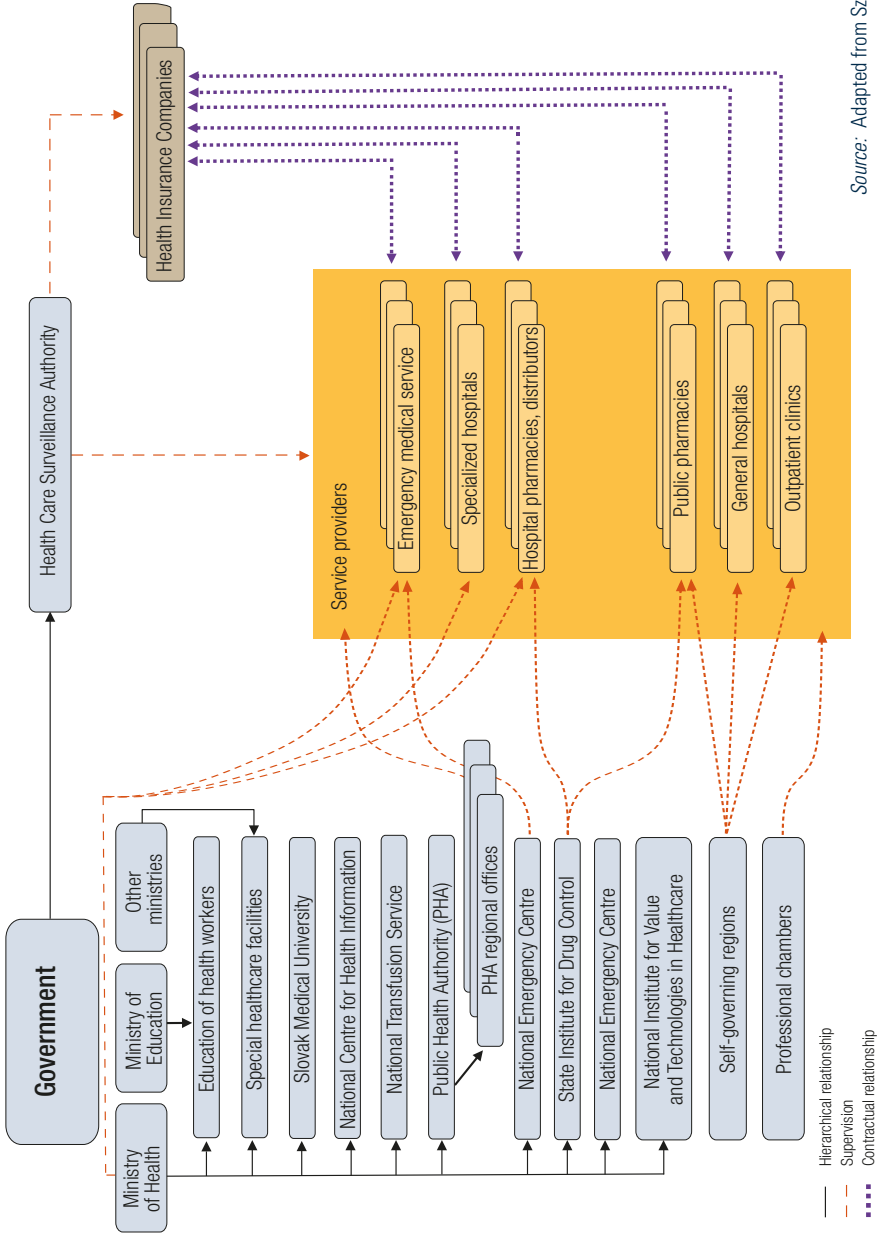 Government
Health Care Surveillance Authority
Health Insurance Companies
Ministry
of Health
Ministry of
Education
Other
ministries
Education of health workers
Special healthcare facilities
Slovak Medical University
National Centre for Health Information
National Transfusion Service
Public Health Authority (PHA)
PHA regional offices
National Emergency Centre
State Institute for Drug Control
National Emergency Centre
National Institute for Value
and Technologies in Healthcare
Self-governing regions
Professional chambers
Service providers
Emergency medical service
Specialized hospitals
Hospital pharmacies, distributors
Public pharmacies
General hospitals
Outpatient clinics
Hierarchical relationship
Supervision
Contractual relationship
Source: Adapted from Sz